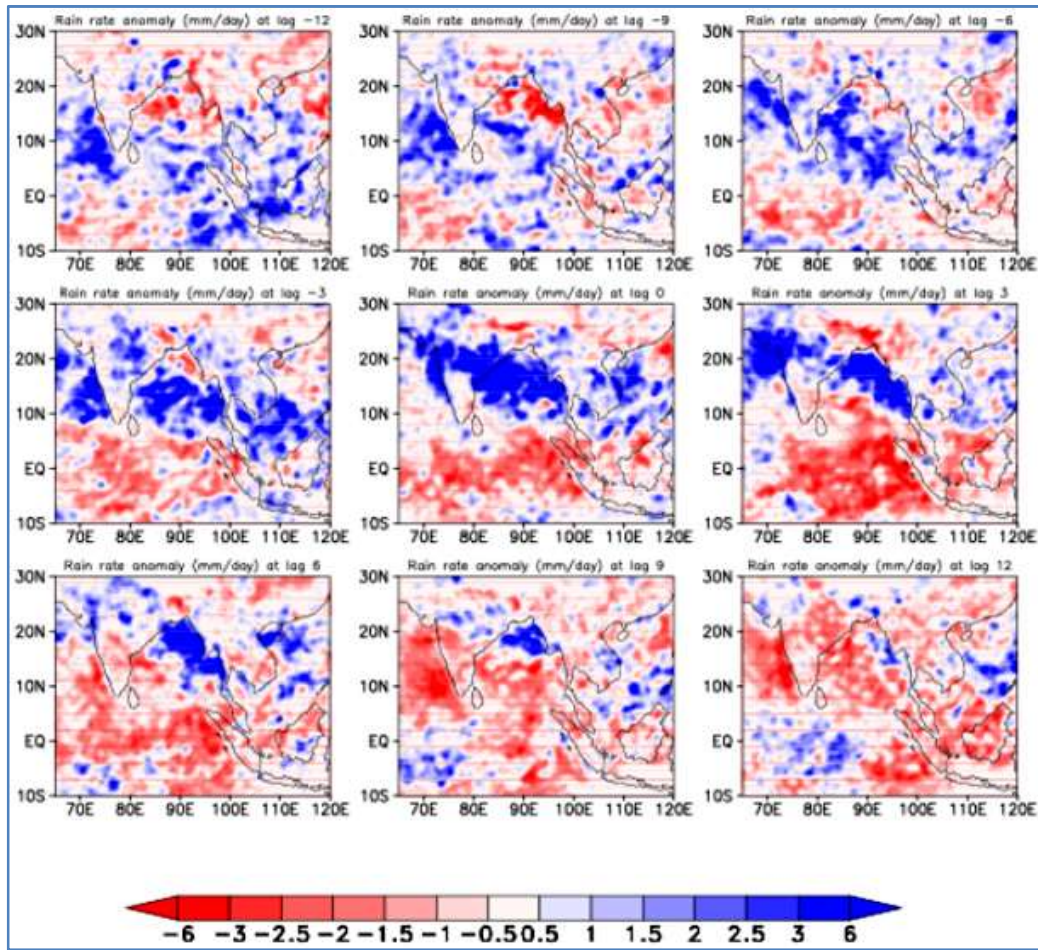 Rain rate anomaly (mm/day) at lag -12
30N
20N
10N
EQ
10S
70E 80E 90E 100E 110E 120E
Rain rate anomaly (mm/day) at lag -9
30N
20N
10N
EQ
10S
70E 80E 90E 100E 110E 120E
Rain rate anomaly (mm/day) at lag -6
30N
20N
10N
EQ
10S
70E 80E 90E 100E 110E 120E
Rain rate anomaly (mm/day) at lag -3
30N
20N
10N
EQ
10S
70E 80E 90E 100E 110E 120E
Rain rate anomaly (mm/day) at lag 0
30N
20N
10N
EQ
10S
70E 80E 90E 100E 110E 120E
Rain rate anomaly (mm/day) at lag 3
30N
20N
10N
EQ
10S
70E 80E 90E 100E 110E 120E
Rain rate anomaly (mm/day) at lag 6
30N
20N
10N
EQ
10S
70E 80E 90E 100E 110E 120E
Rain rate anomaly (mm/day) at lag 9
30N
20N
10N
EQ
10S
70E 80E 90E 100E 110E 120E
Rain rate anomaly (mm/day) at lag 12
30N
20N
10N
EQ
10S
70E 80E 90E 100E 110E 120E
-6 -3 -2.5 -2 -1.5 -1 -0.5 0.5 1 1.5 2 2.5 3 6